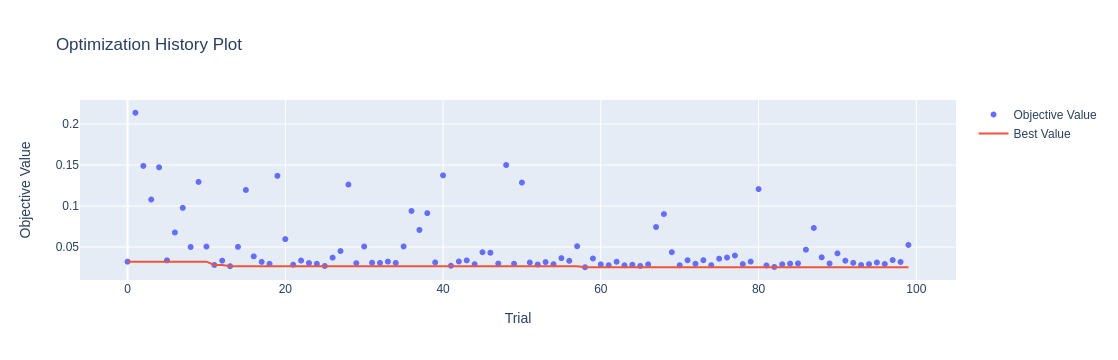 Optimization History Plot
Objective Value
Best Value
0.2
0.15
0.1
0.05
Objective Value
0
20
40
60
80
100
Trial